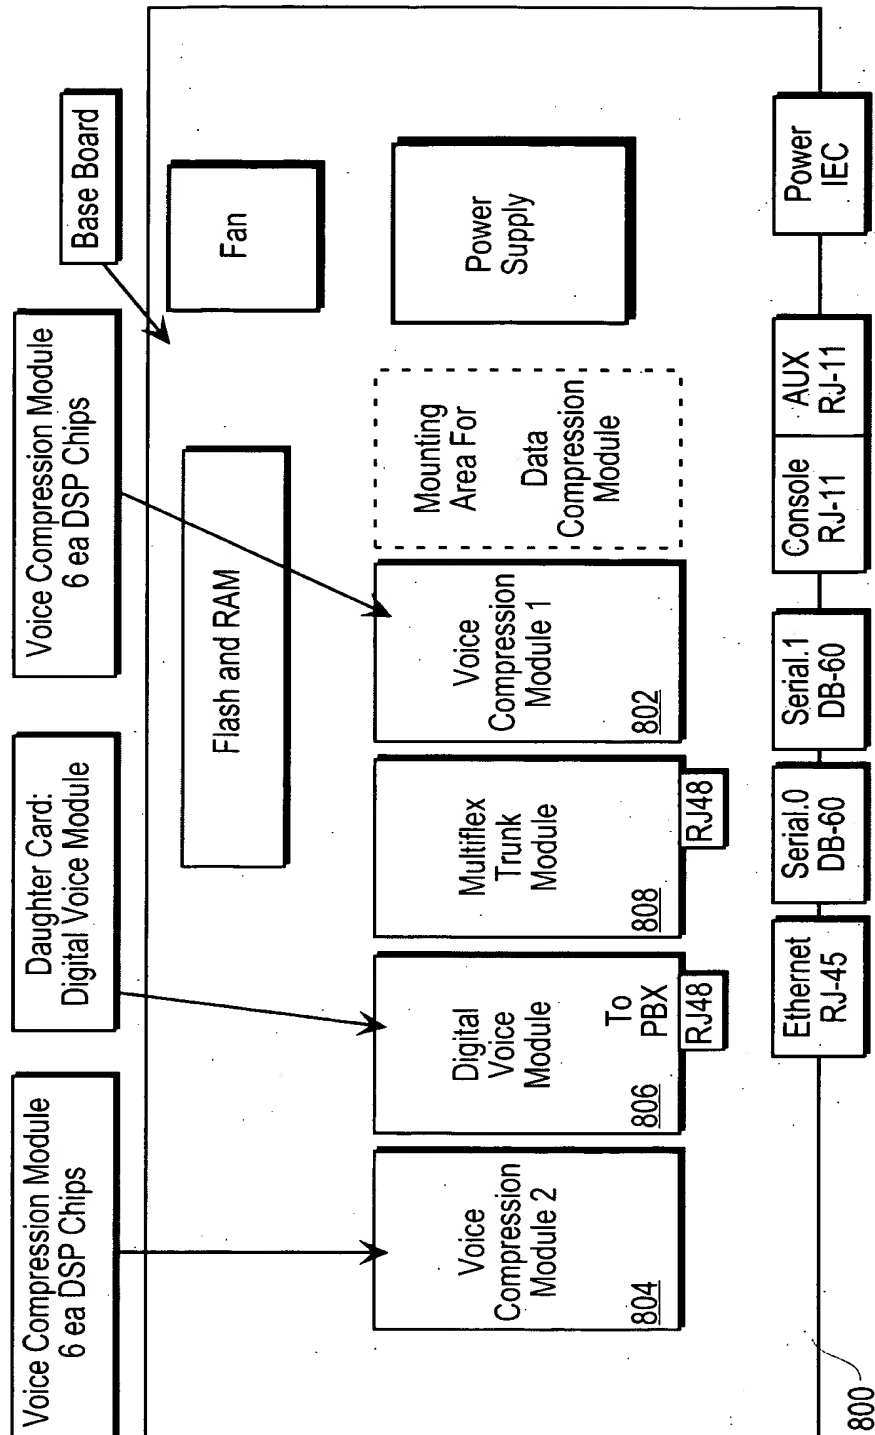 Voice Compression Module
6 ea DSP Chips
Daughter Card:
Digital Voice Module
Voice Compression Module
6 ea DSP Chips
Base Board
Flash and RAM
Fan
Voice
Compression
Module 2
804
Digital
Voice
Module
To
PBX
806
RJ48
Multiflex
Trunk
Module
808
RJ48
Voice
Compression
Module 1
802
Mounting
Area For
Data
Compression
Module
Power
Supply
Ethernet
RJ-45
Serial.0
DB-60
Serial.1
DB-60
Console
RJ-11
AUX
RJ-11
Power
IEC
800